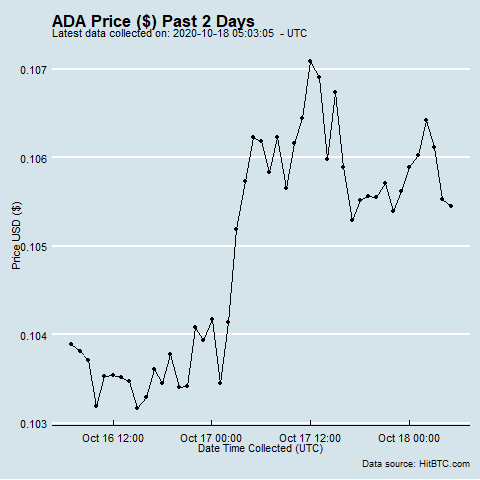 ADA Price ($) Past 2 Days
Latest data collected on: 2020-10-18 05:03:05 - UTC
0.107
0.106
0.105
0.104
0.103
Price USD ($)
Oct 16 12:00 Oct 17 00:00 Oct 17 12:00 Oct 18 00:00
Date Time Collected (UTC)
Data source: HitBTC.com